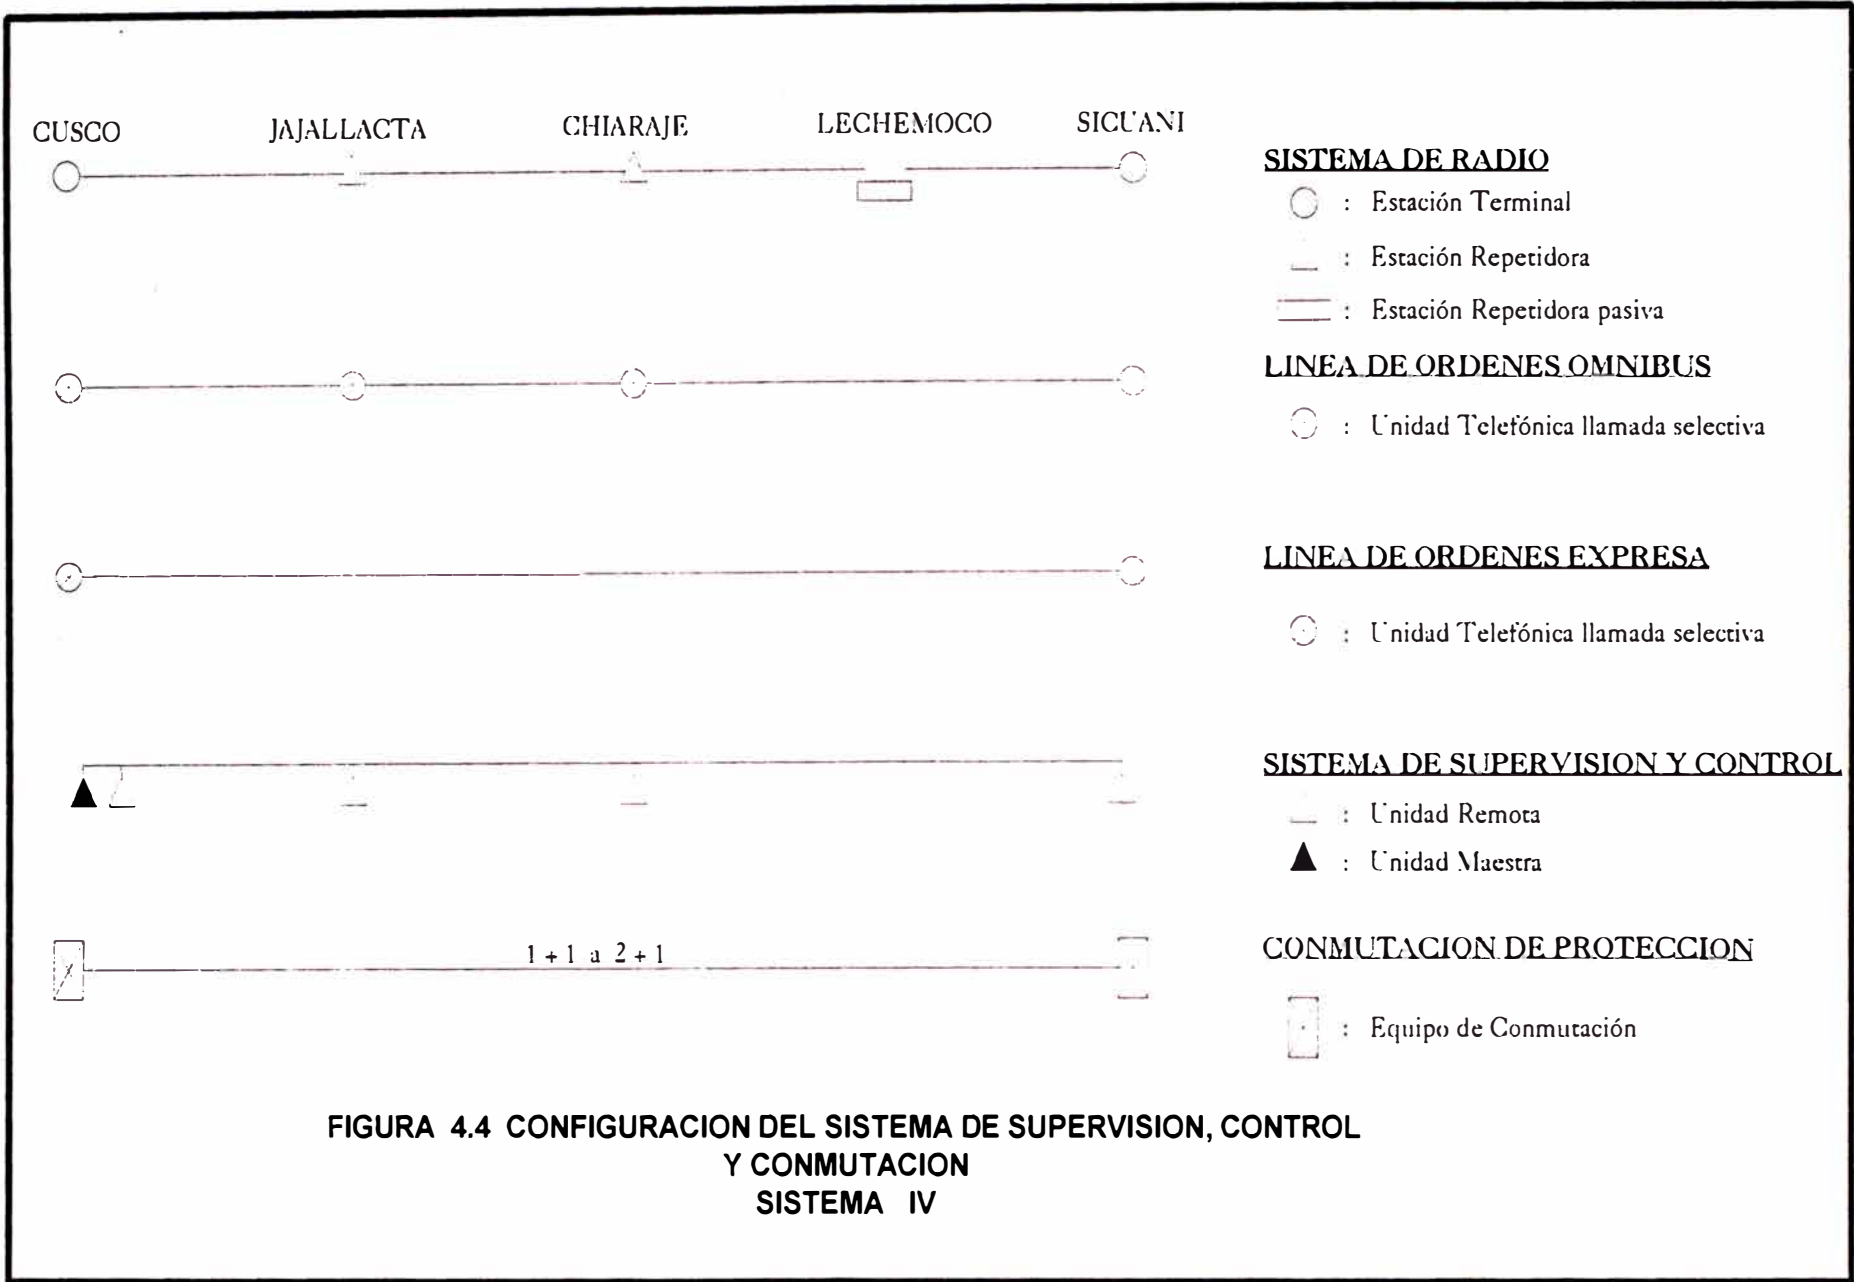 CUSCO JAJALLACTA CHIARAJE LECHEMOCO SICUANI
SISTEMA DE RADIO
: Estación Terminal
: Estación Repetidora
: Estación Repetidora pasiva
LINEA DE ORDENES OMNIBUS
: Unidad Telefónica llamada selectiva
LINEA DE ORDENES EXPRESA
: Unidad Telefónica llamada selectiva
SISTEMA DE SUPERVISION Y CONTROL
: Unidad Remota
: Unidad Maestra
1 + 1 a 2 + 1
CONMUTACION DE PROTECCION
: Equipo de Conmutación
FIGURA 4.4 CONFIGURACION DEL SISTEMA DE SUPERVISION, CONTROL
Y CONMUTACION
SISTEMA IV